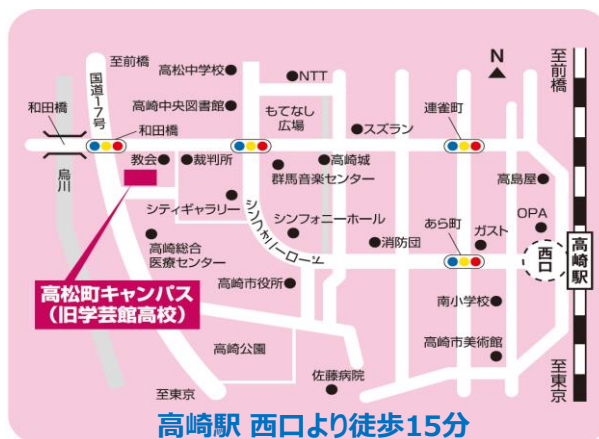 至前橋
国道17号
和田橋
和田橋
烏川
高松中学校
NTT
高崎中央図書館
もてなし
広場
スズラン
連雀町
N
至前橋
教会
裁判所
高崎城
群馬音楽センター
高島屋
シティギャラリー
シンフォニーロード
シンフォニーホール
あら町
ガスト
OPA
西口
高崎駅
高崎総合
医療センター
消防団
高松町キャンパス
(旧学芸館高校)
高崎市役所
南小学校
高崎公園
高崎市美術館
佐藤病院
至東京
至東京
高崎駅 西口より徒歩15分